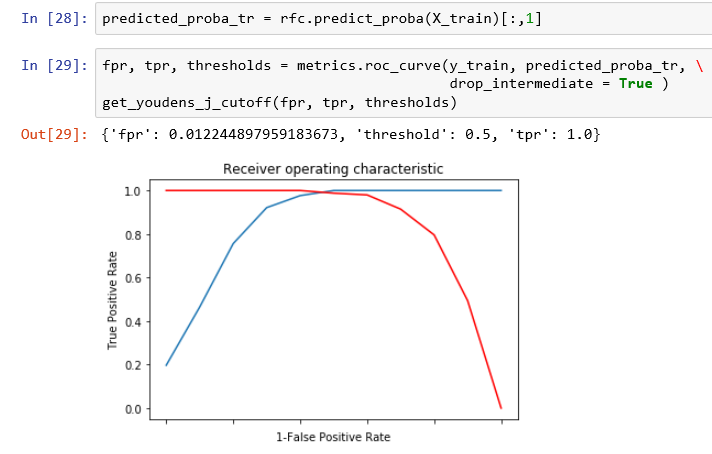 In [28]: predicted_proba_tr = rfc.predict_proba(X_train)[:,1]
In [29]: fpr, tpr, thresholds = metrics.roc_curve(y_train, predicted_proba_tr, \
drop_intermediate = True )
get_youdens_j_cutoff(fpr, tpr, thresholds)
Out[29]: {'fpr': 0.012244897959183673, 'threshold': 0.5, 'tpr': 1.0}
Receiver operating characteristic
1.0
0.8
0.6
0.4
0.2
0.0
True Positive Rate
1-False Positive Rate